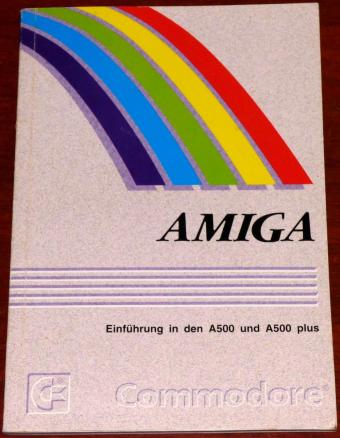 AMIGA
Einführung in den A500 und A500 plus
Commodore®